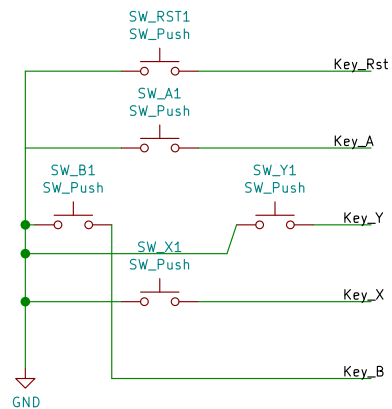 SW_RST1
SW_Push
Key_Rst
SW_A1
SW_Push
Key_A
SW_B1
SW_Push
SW_Y1
SW_Push
Key_Y
SW_X1
SW_Push
Key_X
Key_B
GND